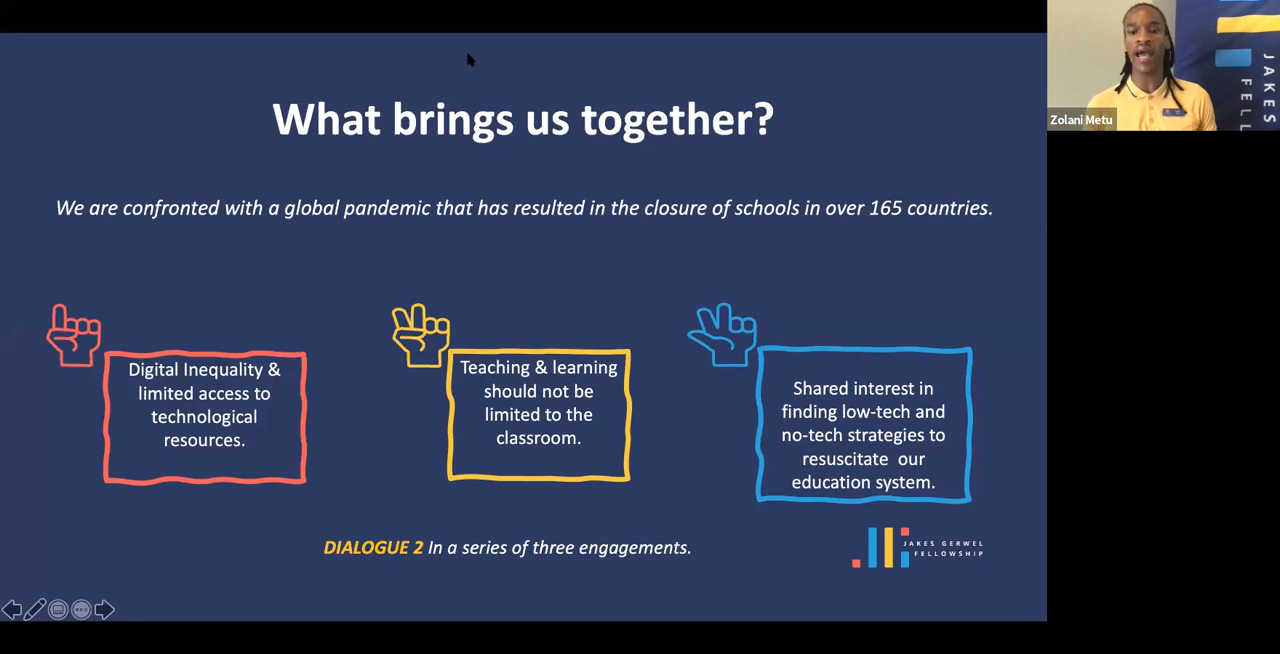 What brings us together?
We are confronted with a global pandemic that has resulted in the closure of schools in over 165 countries.
Digital Inequality &
limited access to
technological
resources.
Teaching & learning
should not be
limited to the
classroom.
Shared interest in
finding low-tech and
no-tech strategies to
resuscitate our
education system.
DIALOGUE 2 In a series of three engagements.
JAKES GERWEL
FELLOWSHIP
Zolani Metu
JAKES
FELL